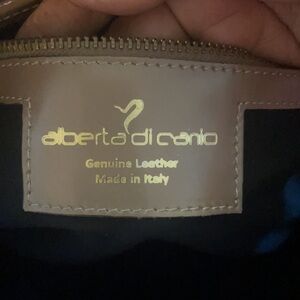 alberta di canio
Genuine Leather
Made in Italy